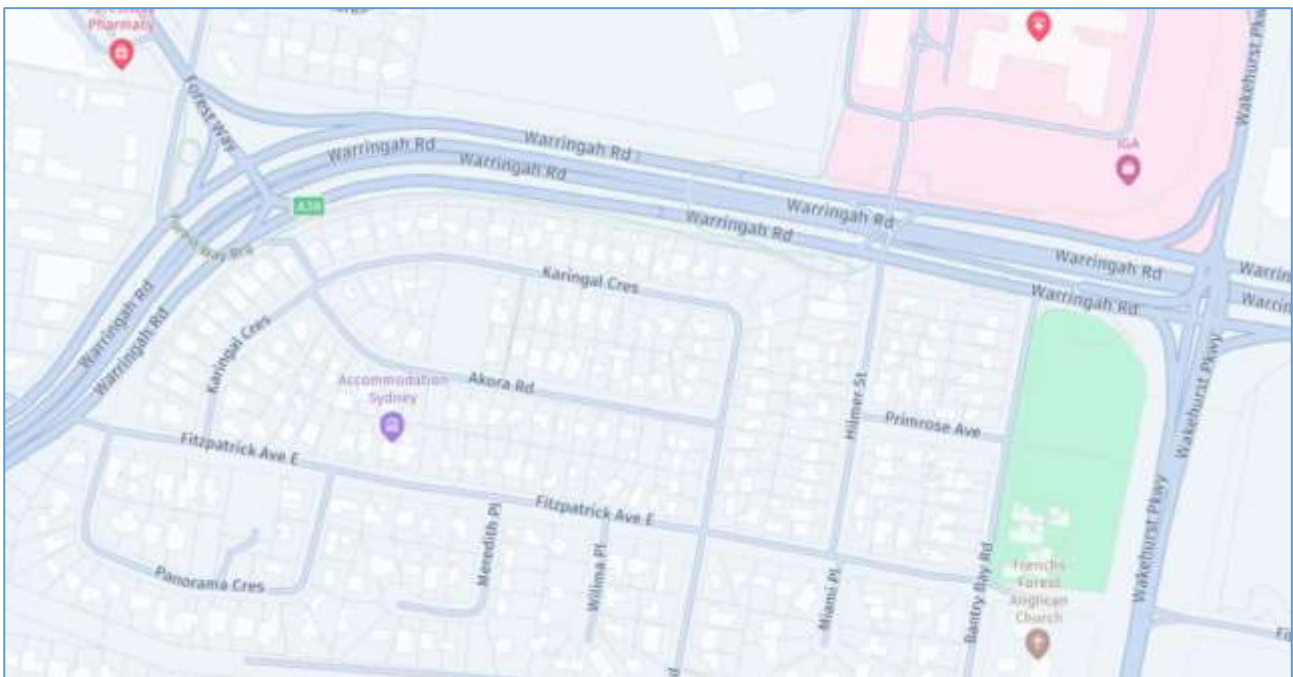 Pharmacy
Wakehurst Pkwy
Forest Way
Warringah Rd
Warringah Rd
Warringah Rd
IGA
A38
Warringah Rd
Warringah Rd
Warringah Rd
Warrin
Karingal Cres
Warringah Rd
Warrin
Warringah Rd
Warringah Rd
Karingal Cres
Wakehurst Pkwy
Accommodation
Sydney
Akora Rd
Hilmer St
Primrose Ave
Fitzpatrick Ave E
Fitzpatrick Ave E
Meredith Pl
Wakehurst Pkwy
Willma Pl
Panorama Cres
Miami Pl
Bantry Bay Rd
Frenchs
Forest
Anglican
Church
d